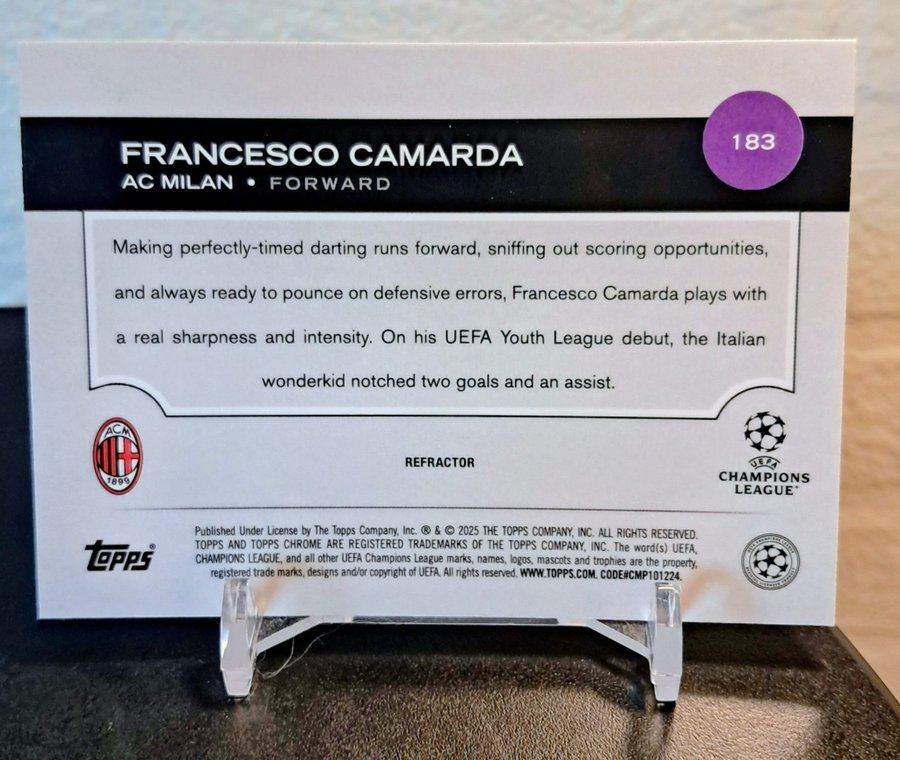 FRANCESCO CAMARDA
AC MILAN • FORWARD
183
Making perfectly-timed darting runs forward, sniffing out scoring opportunities,
and always ready to pounce on defensive errors, Francesco Camarda plays with
a real sharpness and intensity. On his UEFA Youth League debut, the Italian
wonderkid notched two goals and an assist.
ACM
1899
REFRACTOR
UEFA
CHAMPIONS
LEAGUE
topps®
Published Under License by The Topps Company, Inc. ® & © 2025 THE TOPPS COMPANY, INC. ALL RIGHTS RESERVED.
TOPPS AND TOPPS CHROME ARE REGISTERED TRADEMARKS OF THE TOPPS COMPANY, INC. The word(s) UEFA,
CHAMPIONS LEAGUE, and all other UEFA Champions League marks, names, logos, mascots and trophies are the property,
registered trade marks, designs and/or copyright of UEFA. All rights reserved. WWW.TOPPS.COM. CODE#CMP101224.